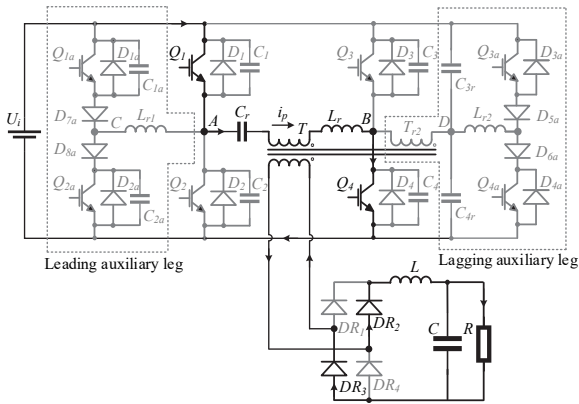 Q1a D1a C1a Q1 D1 C1 Q3 D3 C3 C3r Q3a D3a
Ui D7a C Lr1 A Cr ip T Lr B Tr2 D Lr2 D5a
D8a D6a
Q2a D2a C2a Q2 D2 C2 Q4 D4 C4 C4r Q4a D4a
Leading auxiliary leg Lagging auxiliary leg
L
DR1 DR2 C R
DR3 DR4